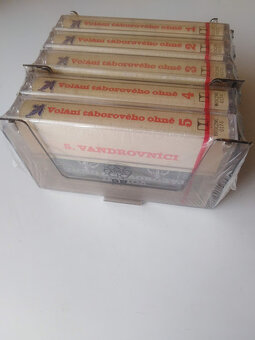 Volání táborového ohně 1
Volání táborového ohně 2
Volání táborového ohně 3
Volání táborového ohně 4
Volání táborového ohně 5
5. VANDROVNÍCI